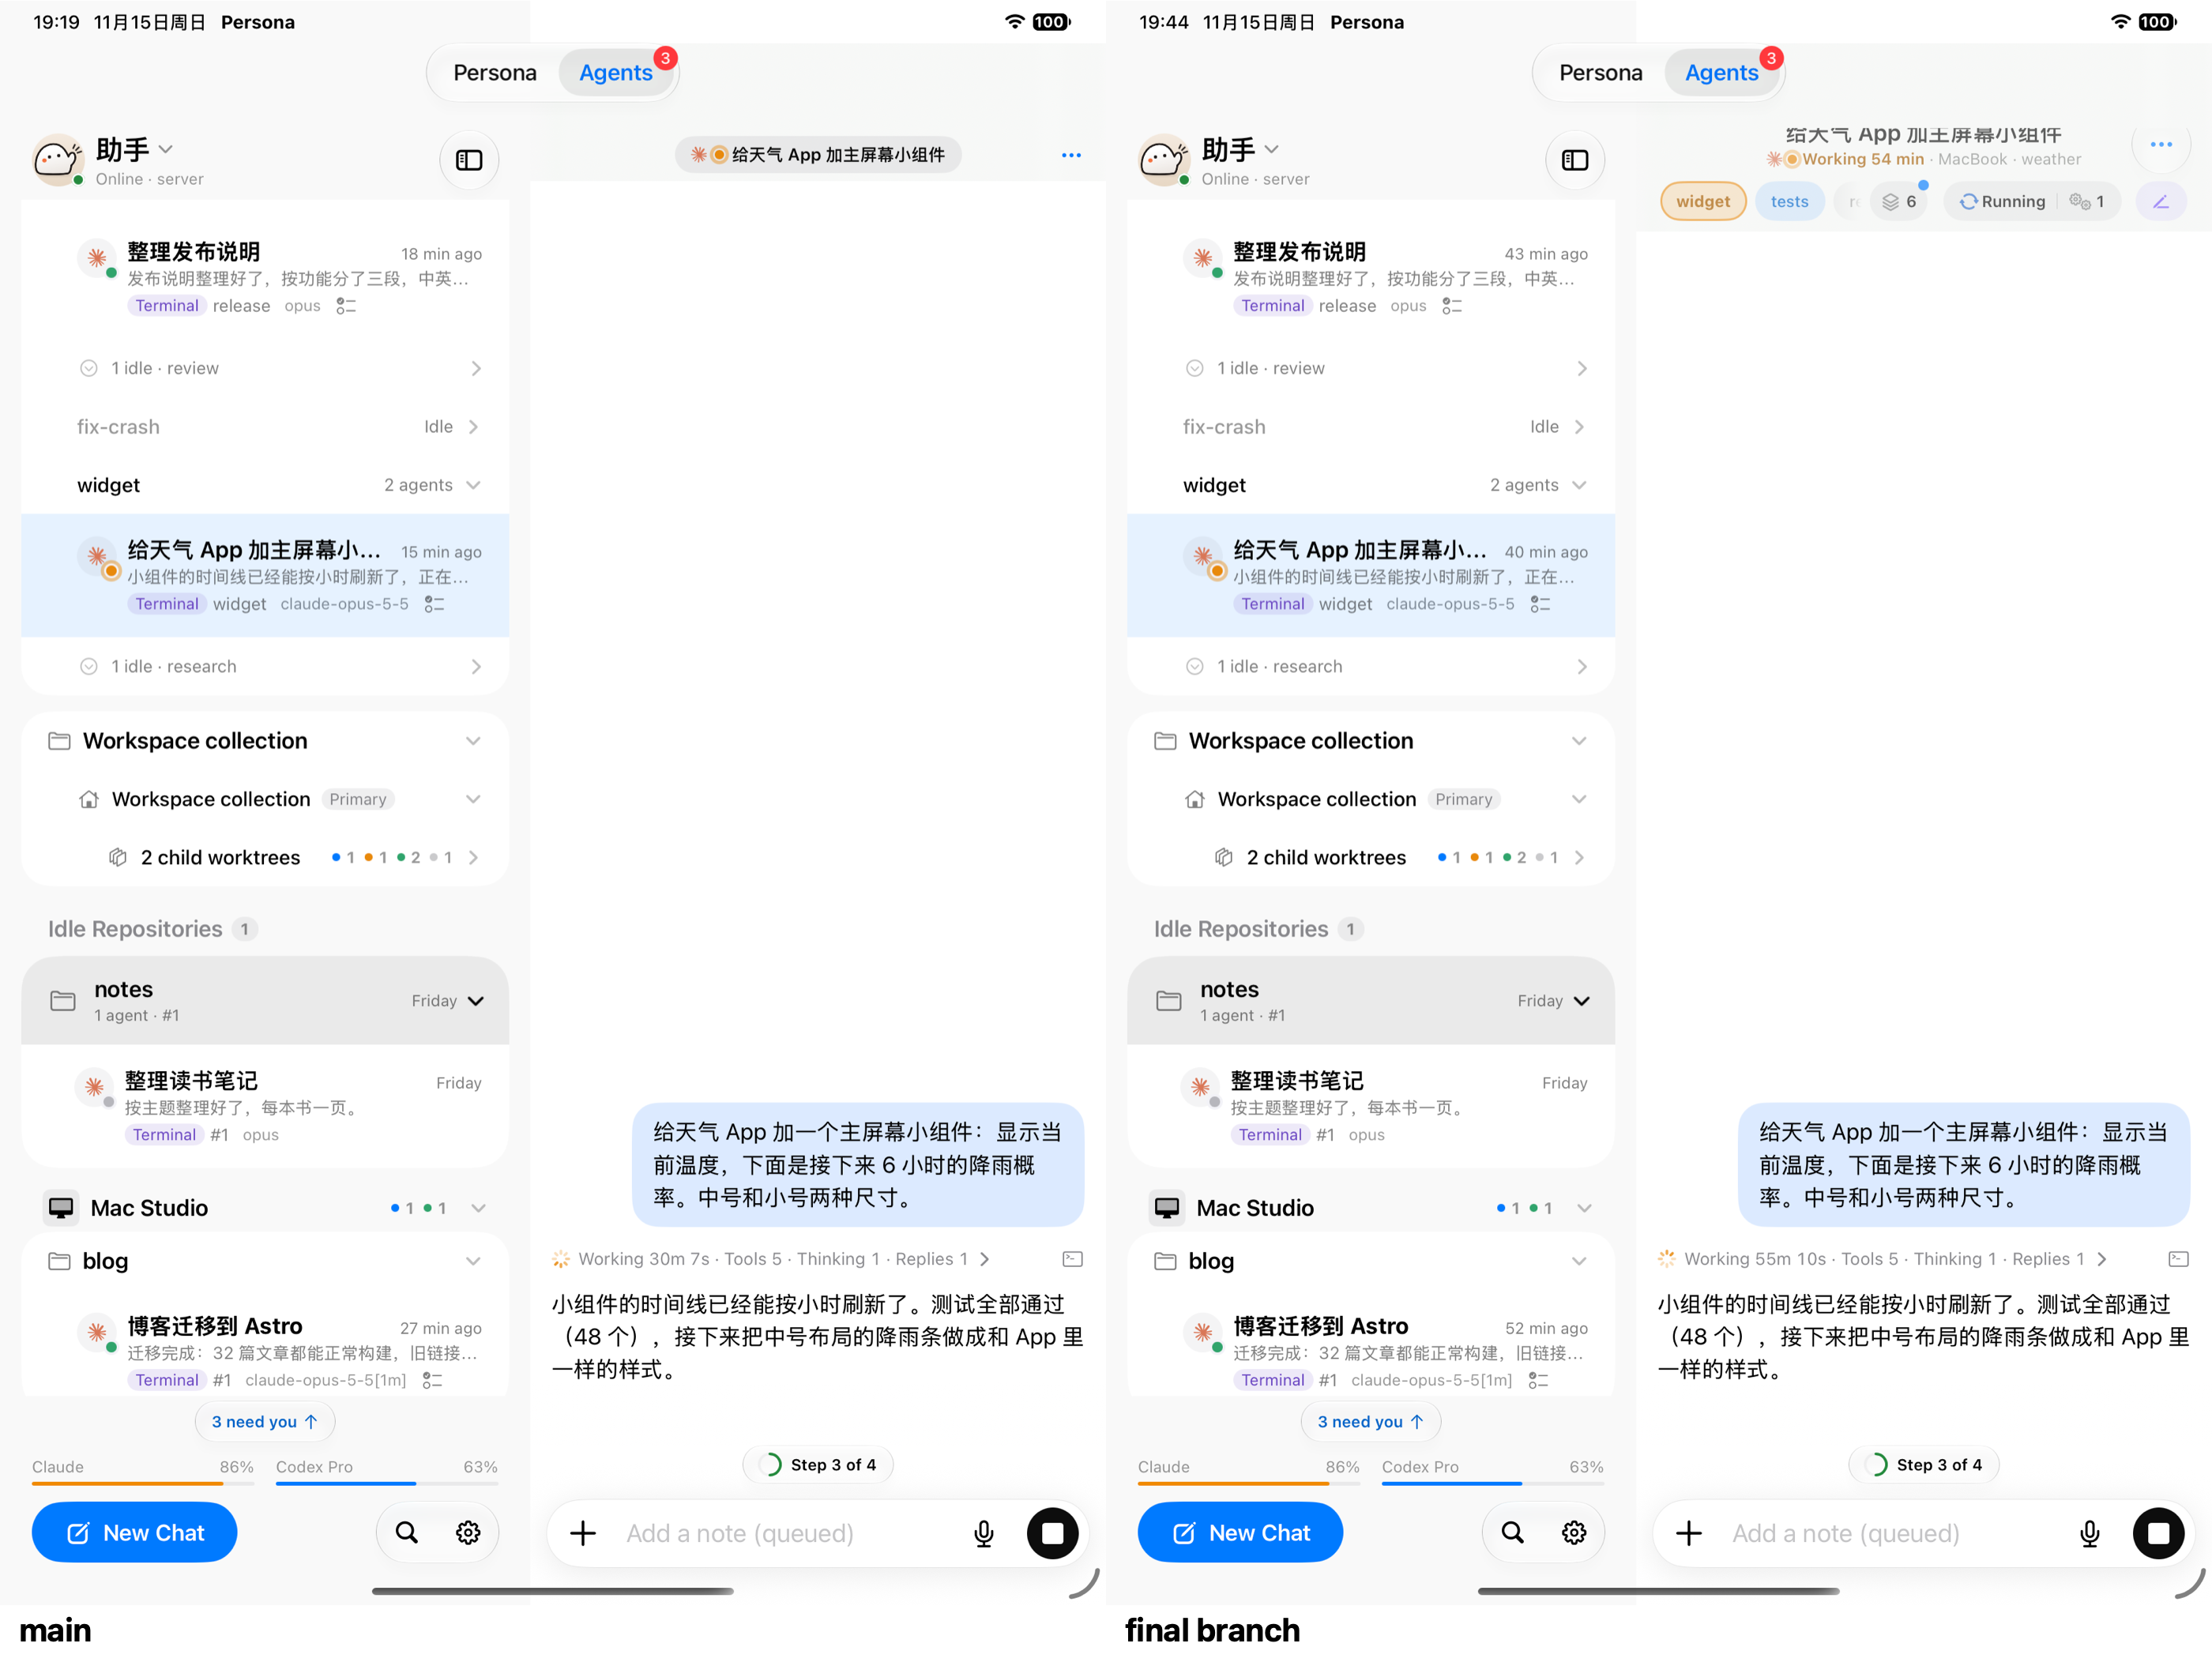 19:19 11月15日周日 Persona
100
Persona
Agents
3
助手
Online · server
整理发布说明
18 min ago
发布说明整理好了，按功能分了三段，中英…
Terminal release opus
1 idle · review
fix-crash
Idle
widget
2 agents
给天气 App 加主屏幕小…
15 min ago
小组件的时间线已经能按小时刷新了，正在…
Terminal widget claude-opus-5-5
1 idle · research
Workspace collection
Workspace collection Primary
2 child worktrees
1 1 2 1
Idle Repositories 1
notes
1 agent · #1
Friday
整理读书笔记
Friday
按主题整理好了，每本书一页。
Terminal #1 opus
Mac Studio
1 1
blog
博客迁移到 Astro
27 min ago
迁移完成：32 篇文章都能正常构建，旧链接…
Terminal #1 claude-opus-5-5[1m]
3 need you ↑
Claude 86%
Codex Pro 63%
New Chat
给天气 App 加主屏幕小组件
给天气 App 加一个主屏幕小组件：显示当
前温度，下面是接下来 6 小时的降雨概
率。中号和小号两种尺寸。
Working 30m 7s · Tools 5 · Thinking 1 · Replies 1
小组件的时间线已经能按小时刷新了。测试全部通过
（48 个），接下来把中号布局的降雨条做成和 App 里
一样的样式。
Step 3 of 4
Add a note (queued)
main
19:44 11月15日周日 Persona
100
Persona
Agents
3
助手
Online · server
整理发布说明
43 min ago
发布说明整理好了，按功能分了三段，中英…
Terminal release opus
1 idle · review
fix-crash
Idle
widget
2 agents
给天气 App 加主屏幕小…
40 min ago
小组件的时间线已经能按小时刷新了，正在…
Terminal widget claude-opus-5-5
1 idle · research
Workspace collection
Workspace collection Primary
2 child worktrees
1 1 2 1
Idle Repositories 1
notes
1 agent · #1
Friday
整理读书笔记
Friday
按主题整理好了，每本书一页。
Terminal #1 opus
Mac Studio
1 1
blog
博客迁移到 Astro
52 min ago
迁移完成：32 篇文章都能正常构建，旧链接…
Terminal #1 claude-opus-5-5[1m]
3 need you ↑
Claude 86%
Codex Pro 63%
New Chat
给天气 App 加主屏幕小组件
Working 54 min · MacBook · weather
widget
tests
6
Running
1
给天气 App 加一个主屏幕小组件：显示当
前温度，下面是接下来 6 小时的降雨概
率。中号和小号两种尺寸。
Working 55m 10s · Tools 5 · Thinking 1 · Replies 1
小组件的时间线已经能按小时刷新了。测试全部通过
（48 个），接下来把中号布局的降雨条做成和 App 里
一样的样式。
Step 3 of 4
Add a note (queued)
final branch